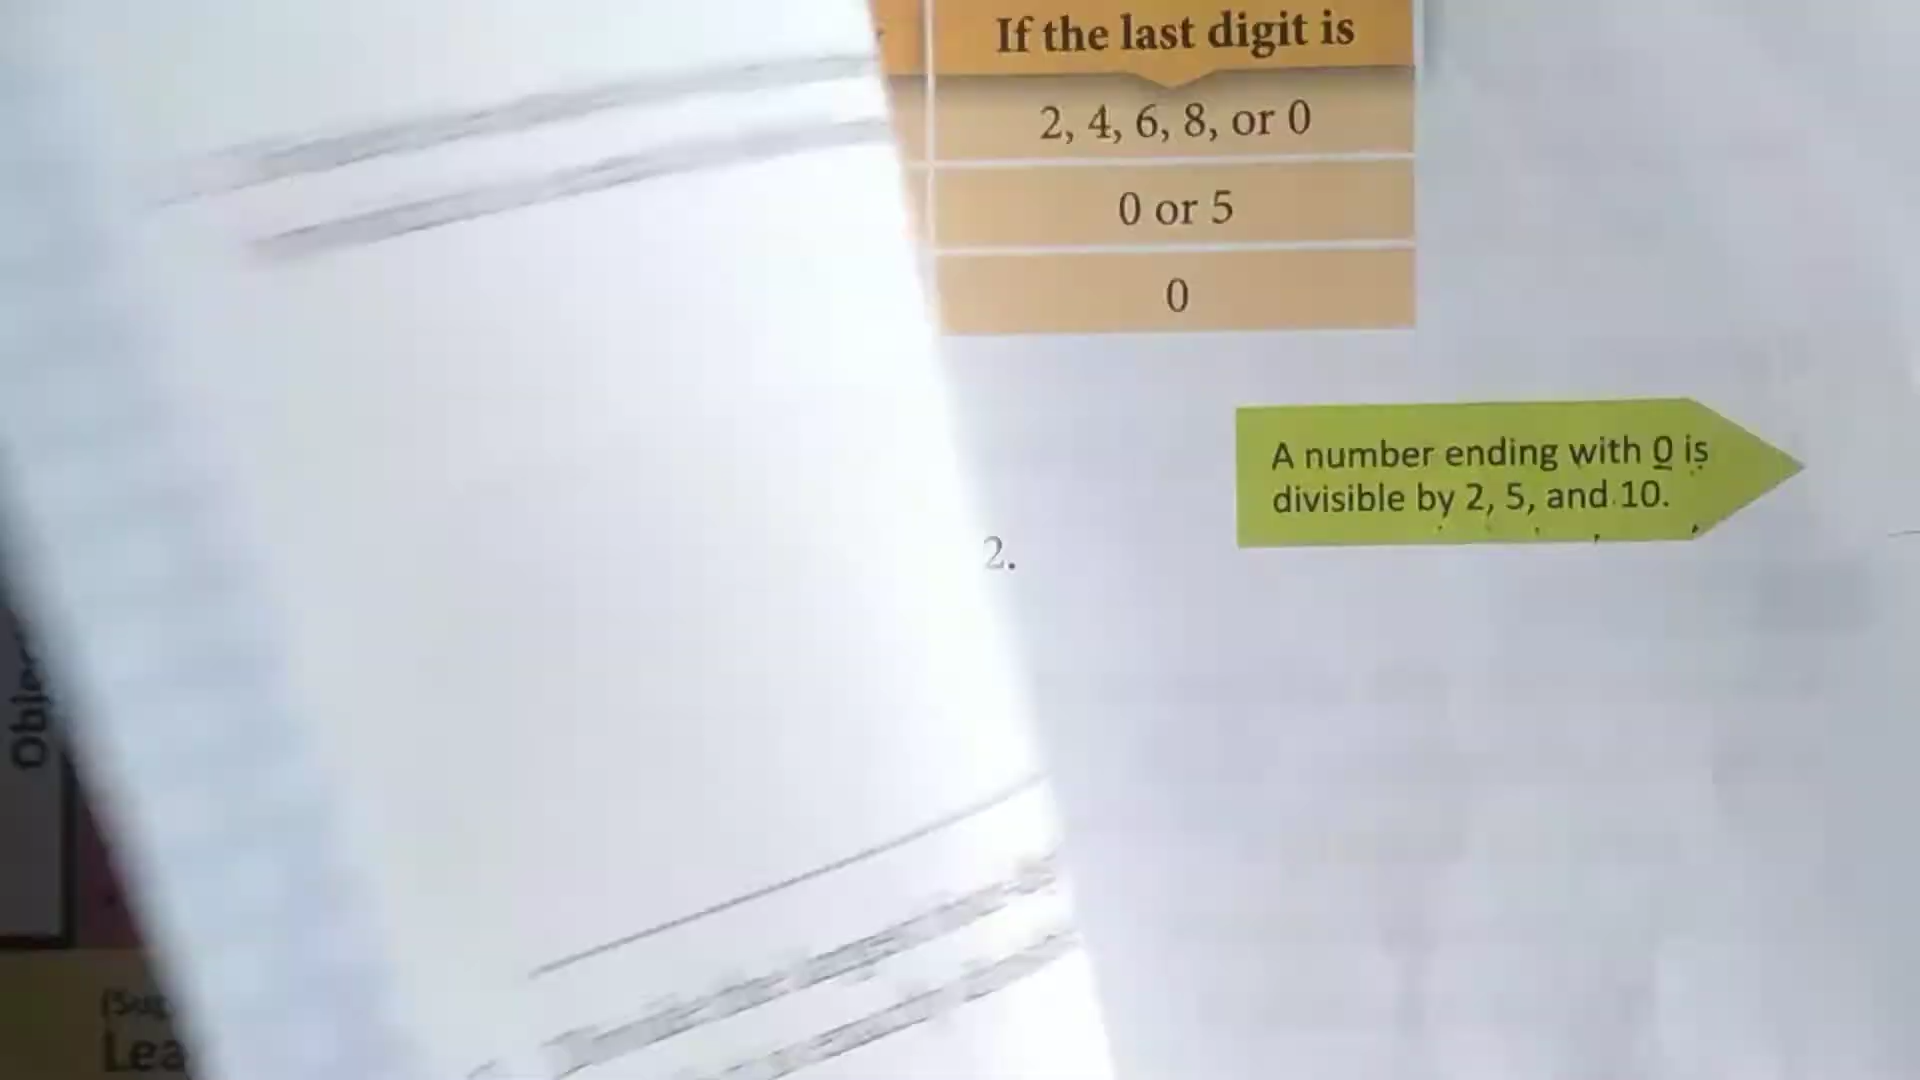 If the last digit is
2, 4, 6, 8, or 0
0 or 5
0
A number ending with 0 is
divisible by 2, 5, and 10.
2.
Lea